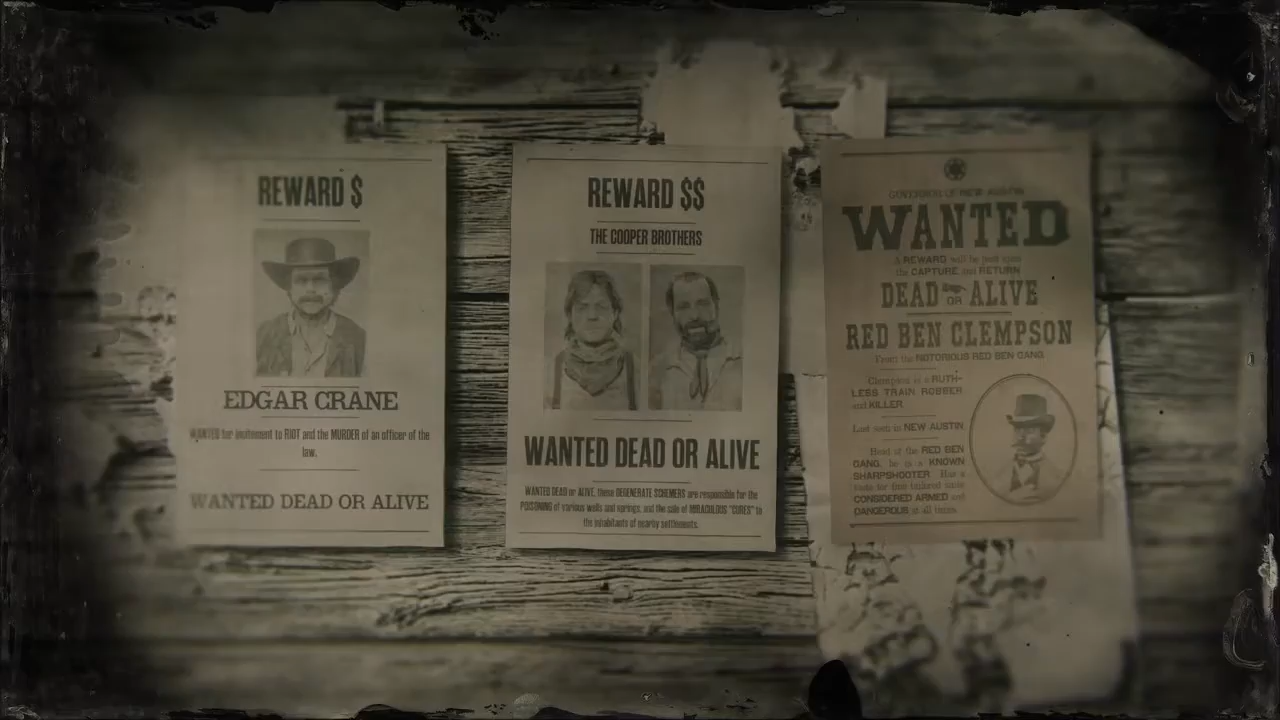 REWARD $
EDGAR CRANE
WANTED for incitement to RIOT and the MURDER of an officer of the
law.
WANTED DEAD OR ALIVE
REWARD $$
THE COOPER BROTHERS
WANTED DEAD OR ALIVE
WANTED DEAD or ALIVE, these DEGENERATE SCHEMERS are responsible for the
POISONING of various wells and springs, and the sale of MIRACULOUS "CURES" to
the inhabitants of nearby settlements.
GOVERNOR OF NEW AUSTIN
WANTED
A REWARD will be paid upon
the CAPTURE and RETURN
DEAD OR ALIVE
RED BEN CLEMPSON
From the NOTORIOUS RED BEN GANG
Clempson is a RUTH-
LESS TRAIN ROBBER
and KILLER.
Last seen in NEW AUSTIN.
Head of the RED BEN
GANG, he is a KNOWN
SHARPSHOOTER. Has a
taste for fine tailored suits
CONSIDERED ARMED and
DANGEROUS at all times.